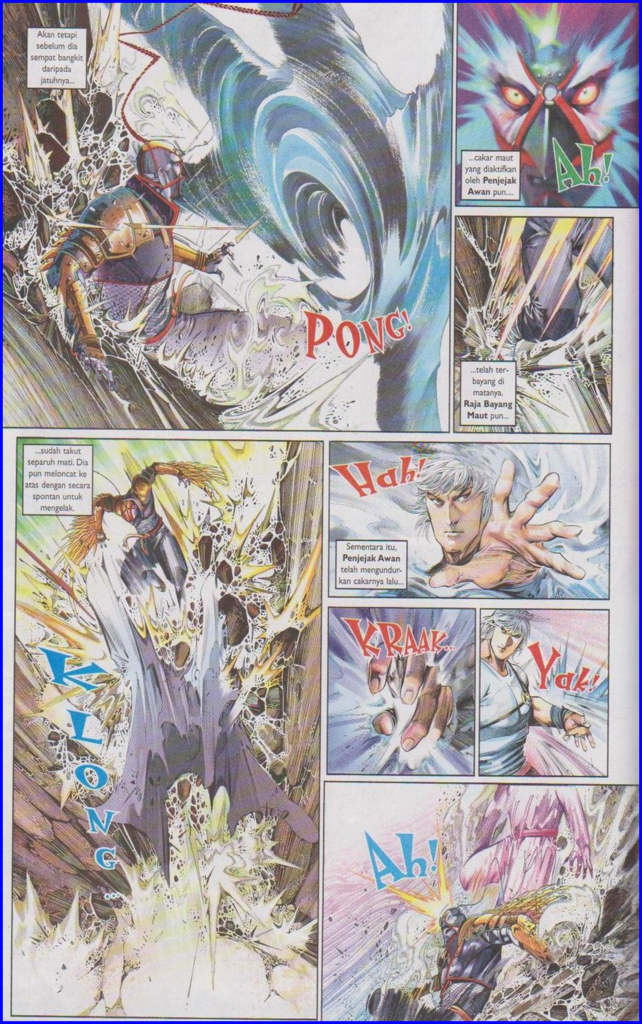 Akan tetapi
sebelum dia
sempat bangkit
daripada
jatuhnya...
PONG!
...cakar maut
yang diaktifkan
oleh Penjejak
Awan pun....
Ah!
...telah ter-
bayang di
matanya.
Raja Bayang
Maut pun...
...sudah takut
separuh mati. Dia
pun meloncat ke
atas dengan secara
spontan untuk
mengelak.
KLONG...
Hah!
Sementara itu,
Penjejak Awan
telah mengundur-
kan cakarnya lalu...
KRAAK..
Yak!
Ah!